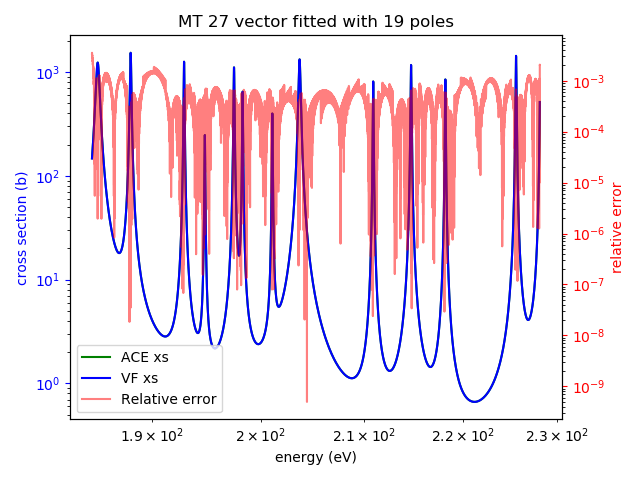 MT 27 vector fitted with 19 poles
10³
10²
10¹
10⁰
cross section (b)
10⁻³
10⁻⁴
10⁻⁵
10⁻⁶
10⁻⁷
10⁻⁸
10⁻⁹
relative error
ACE xs
VF xs
Relative error
1.9 × 10² 2 × 10² 2.1 × 10² 2.2 × 10² 2.3 × 10²
energy (eV)